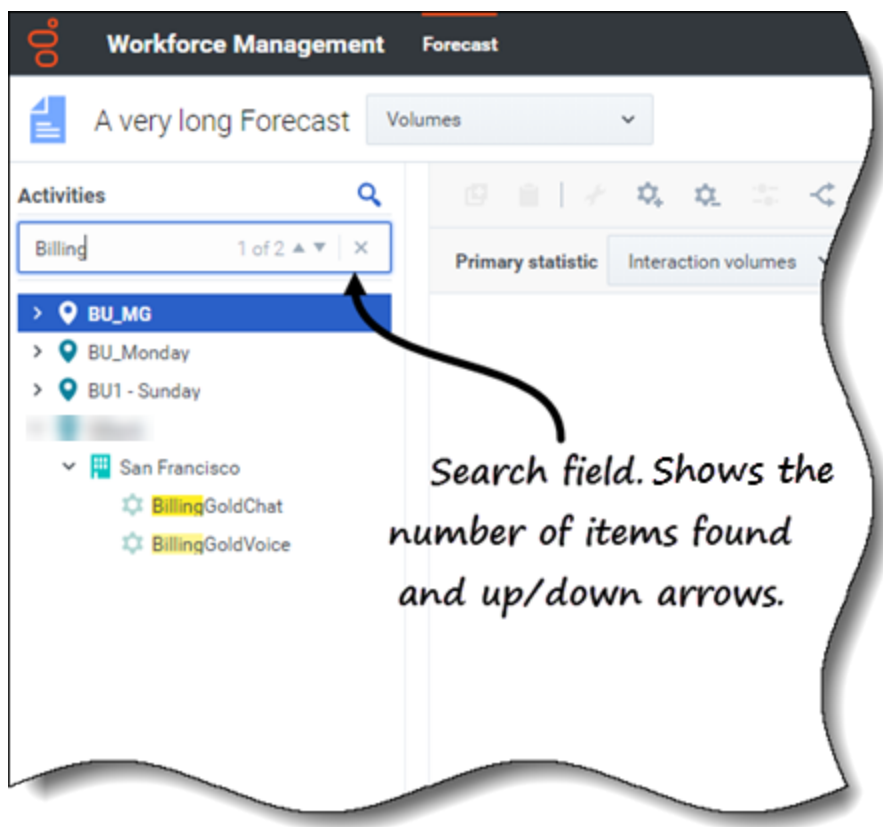 Workforce Management Forecast
A very long Forecast Volumes
Activities
Billing 1 of 2
Primary statistic Interaction volumes
BU_MG
BU_Monday
BU1 - Sunday
San Francisco
BillingGoldChat
BillingGoldVoice
Search field. Shows the
number of items found
and up/down arrows.